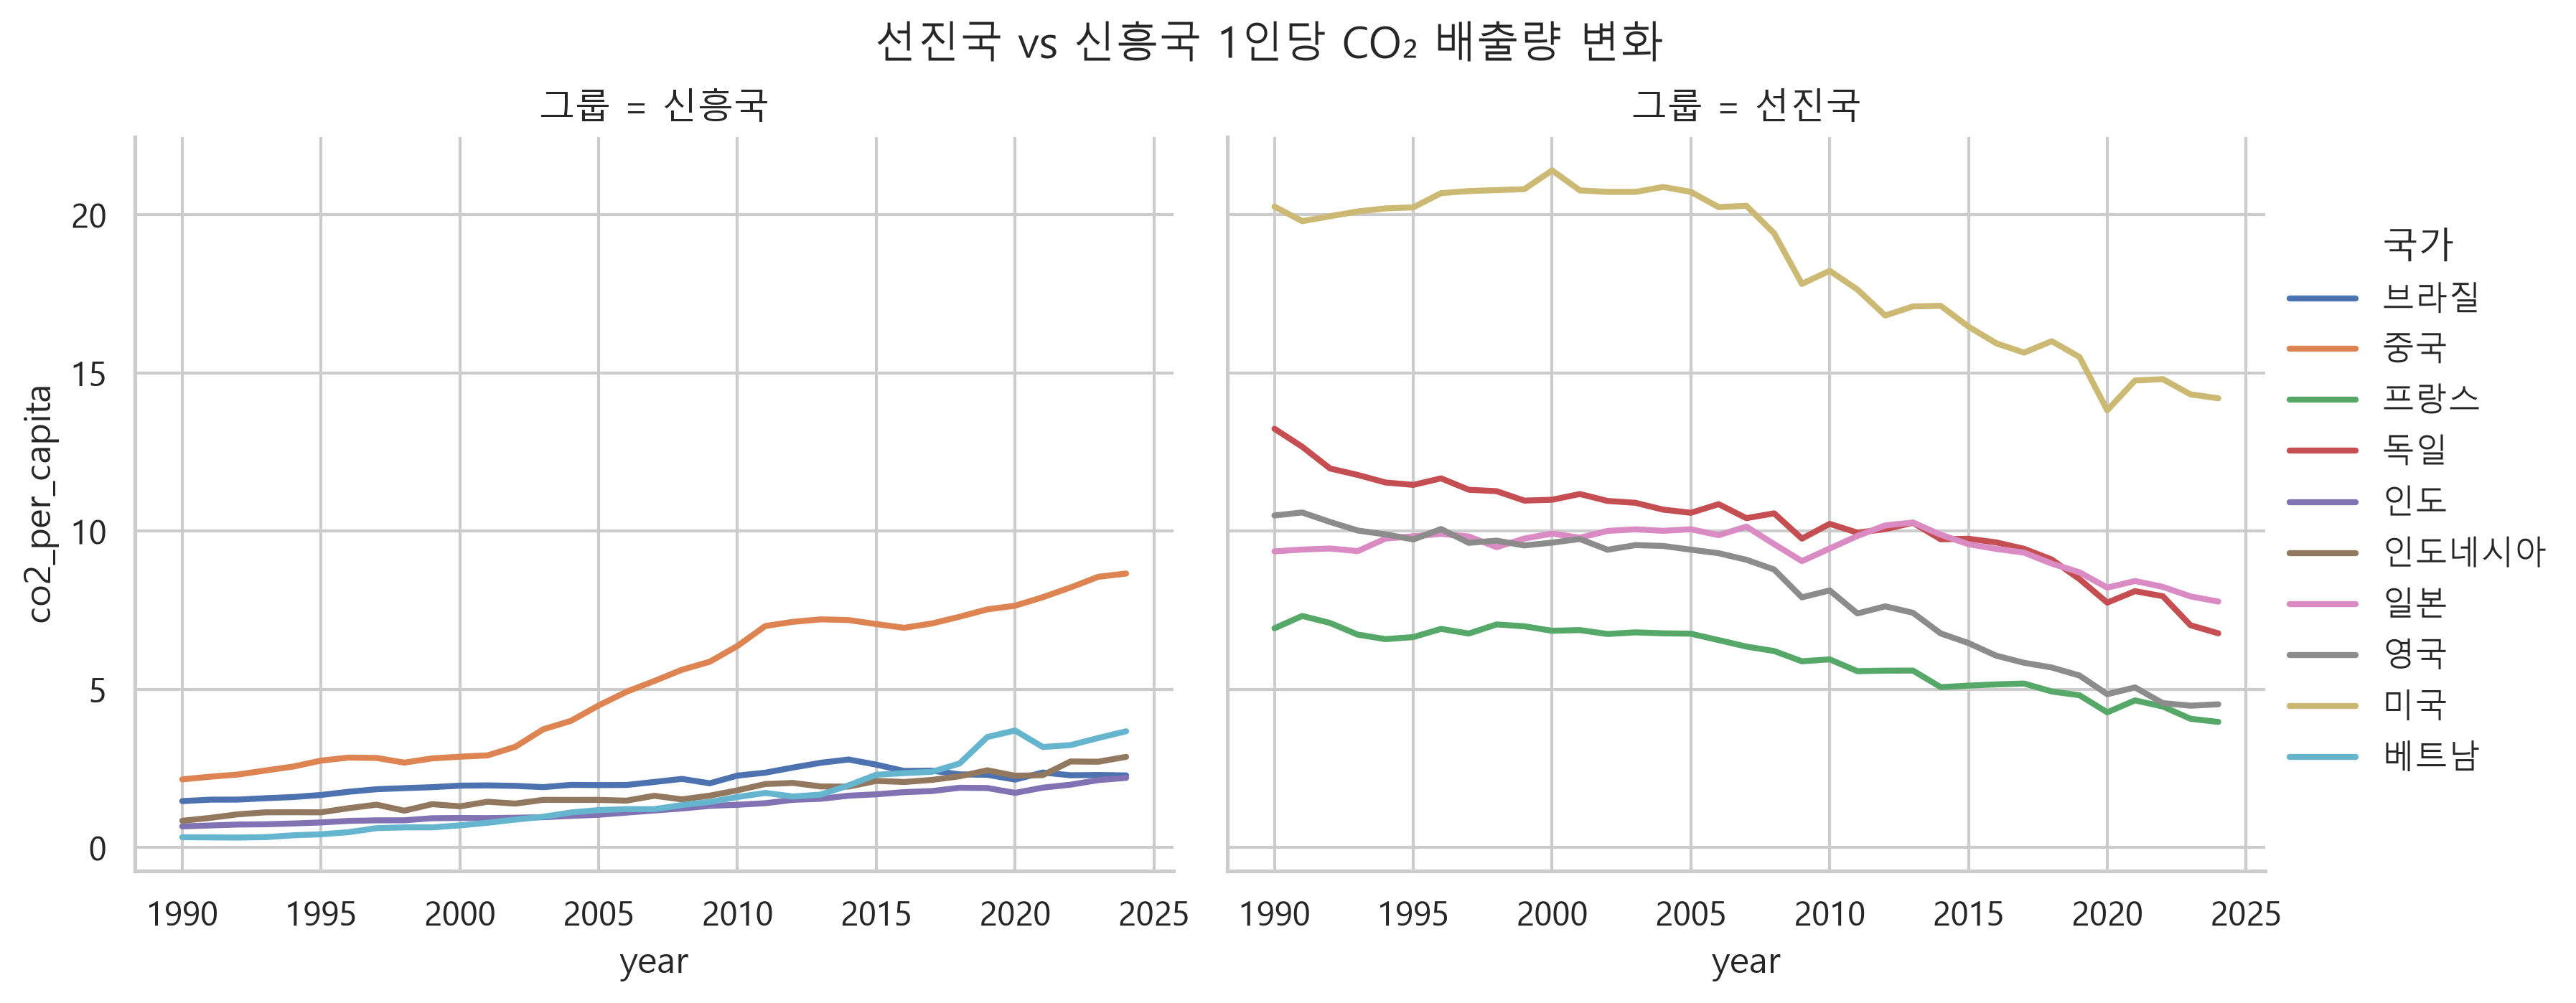 선진국 vs 신흥국 1인당 CO₂ 배출량 변화
그룹 = 신흥국
그룹 = 선진국
co2_per_capita
20
15
10
5
0
1990 1995 2000 2005 2010 2015 2020 2025
year
1990 1995 2000 2005 2010 2015 2020 2025
year
국가
브라질
중국
프랑스
독일
인도
인도네시아
일본
영국
미국
베트남